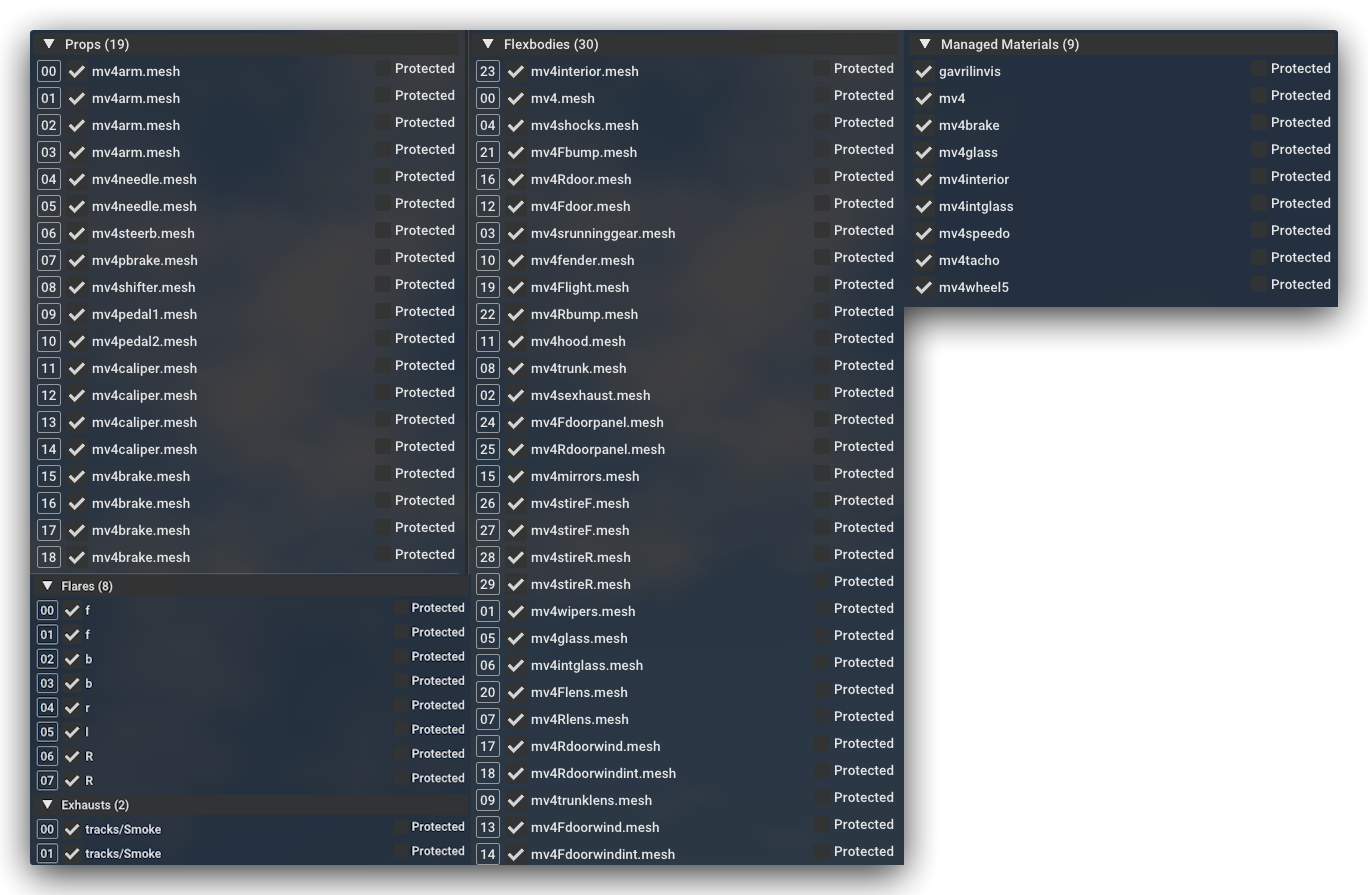 Props (19)
00 mv4arm.mesh Protected
01 mv4arm.mesh Protected
02 mv4arm.mesh Protected
03 mv4arm.mesh Protected
04 mv4needle.mesh Protected
05 mv4needle.mesh Protected
06 mv4steerb.mesh Protected
07 mv4pbrake.mesh Protected
08 mv4shifter.mesh Protected
09 mv4pedal1.mesh Protected
10 mv4pedal2.mesh Protected
11 mv4caliper.mesh Protected
12 mv4caliper.mesh Protected
13 mv4caliper.mesh Protected
14 mv4caliper.mesh Protected
15 mv4brake.mesh Protected
16 mv4brake.mesh Protected
17 mv4brake.mesh Protected
18 mv4brake.mesh Protected
Flares (8)
00 f Protected
01 f Protected
02 b Protected
03 b Protected
04 r Protected
05 l Protected
06 R Protected
07 R Protected
Exhausts (2)
00 tracks/Smoke Protected
01 tracks/Smoke Protected
Flexbodies (30)
23 mv4interior.mesh Protected
00 mv4.mesh Protected
04 mv4shocks.mesh Protected
21 mv4Fbump.mesh Protected
16 mv4Rdoor.mesh Protected
12 mv4Fdoor.mesh Protected
03 mv4srunninggear.mesh Protected
10 mv4fender.mesh Protected
19 mv4Flight.mesh Protected
22 mv4Rbump.mesh Protected
11 mv4hood.mesh Protected
08 mv4trunk.mesh Protected
02 mv4sexhaust.mesh Protected
24 mv4Fdoorpanel.mesh Protected
25 mv4Rdoorpanel.mesh Protected
15 mv4mirrors.mesh Protected
26 mv4stireF.mesh Protected
27 mv4stireF.mesh Protected
28 mv4stireR.mesh Protected
29 mv4stireR.mesh Protected
01 mv4wipers.mesh Protected
05 mv4glass.mesh Protected
06 mv4intglass.mesh Protected
20 mv4Flens.mesh Protected
07 mv4Rlens.mesh Protected
17 mv4Rdoorwind.mesh Protected
18 mv4Rdoorwindint.mesh Protected
09 mv4trunklens.mesh Protected
13 mv4Fdoorwind.mesh Protected
14 mv4Fdoorwindint.mesh Protected
Managed Materials (9)
gavrilinvis Protected
mv4 Protected
mv4brake Protected
mv4glass Protected
mv4interior Protected
mv4intglass Protected
mv4speedo Protected
mv4tacho Protected
mv4wheel5 Protected